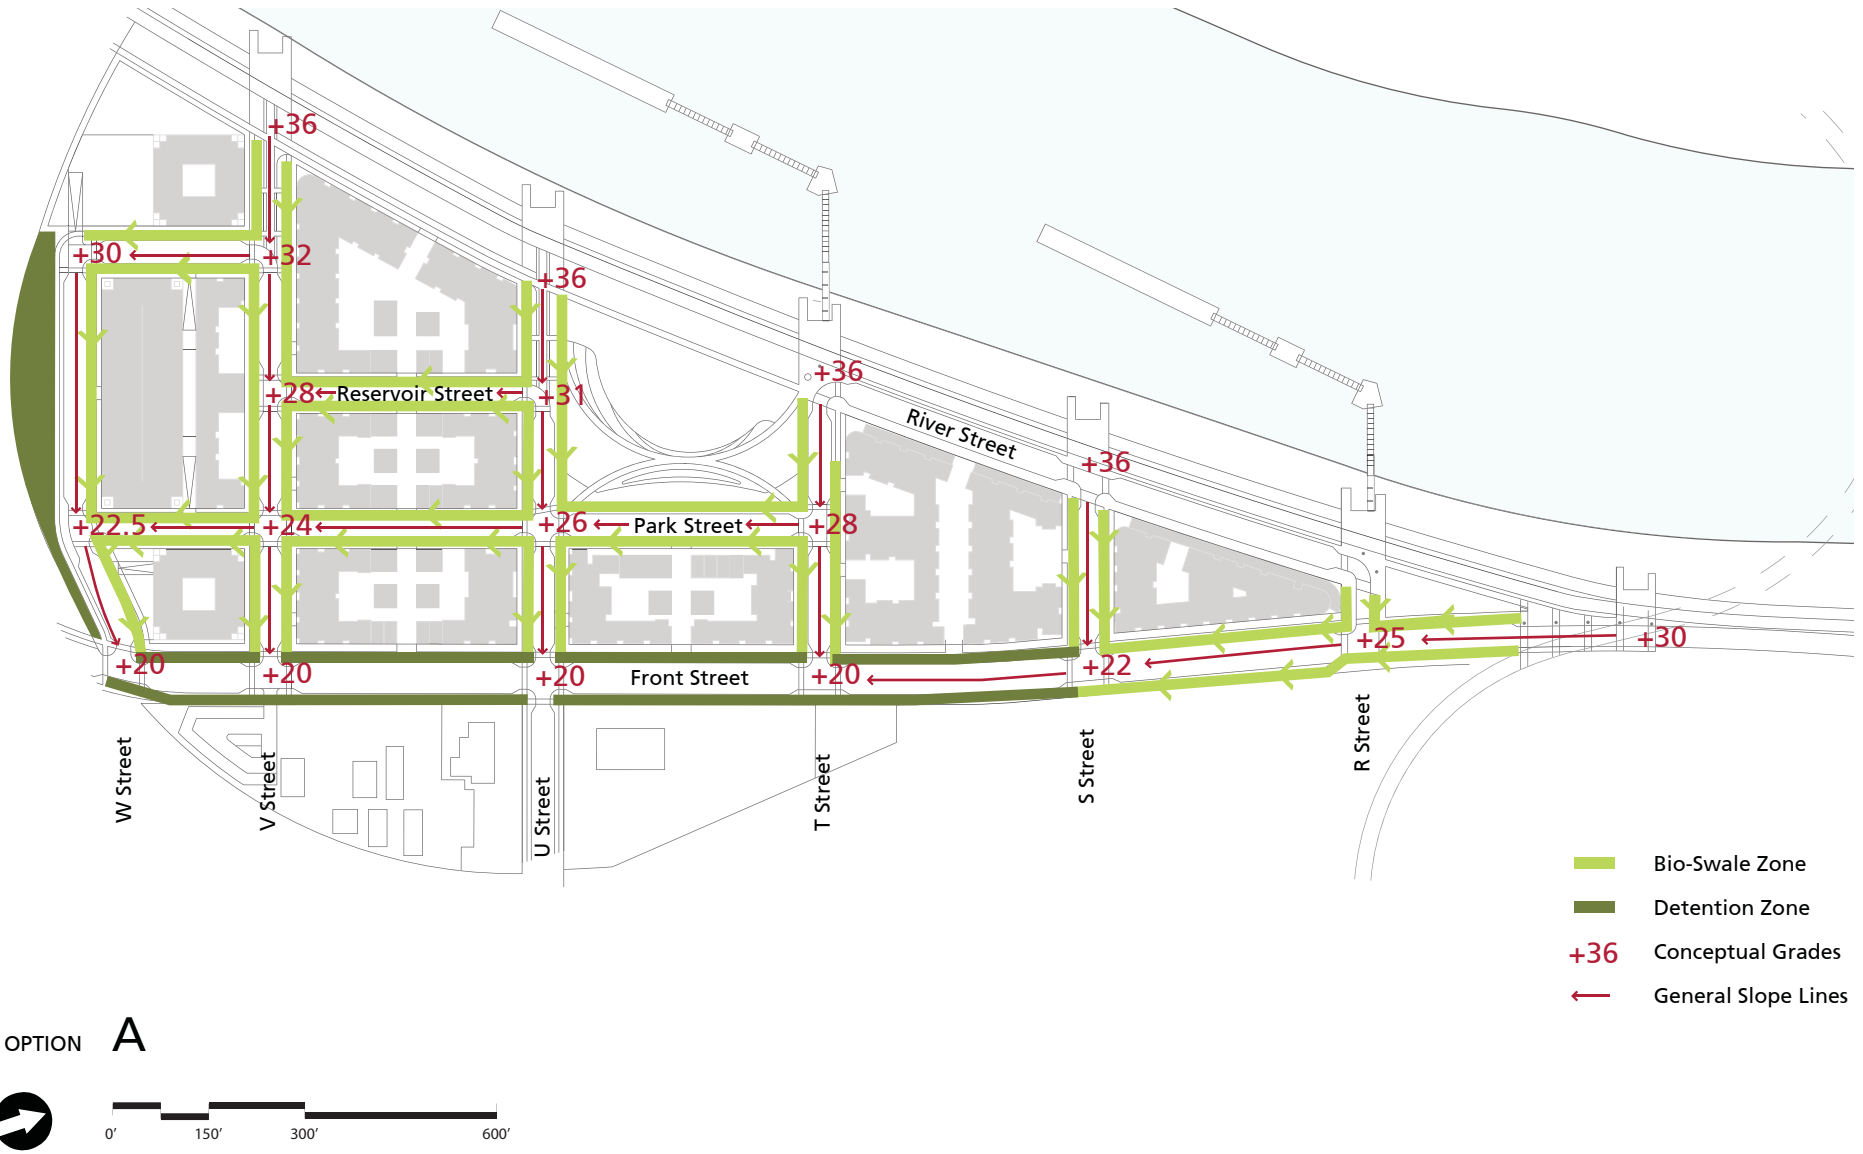 +36
+30
+32
+36
+28
Reservoir Street
+31
+36
River Street
+36
+22.5
+24
+26
Park Street
+28
+20
+20
+20
Front Street
+20
+22
+25
+30
W Street
V Street
U Street
T Street
S Street
R Street
Bio-Swale Zone
Detention Zone
+36 Conceptual Grades
General Slope Lines
OPTION A
0' 150' 300' 600'